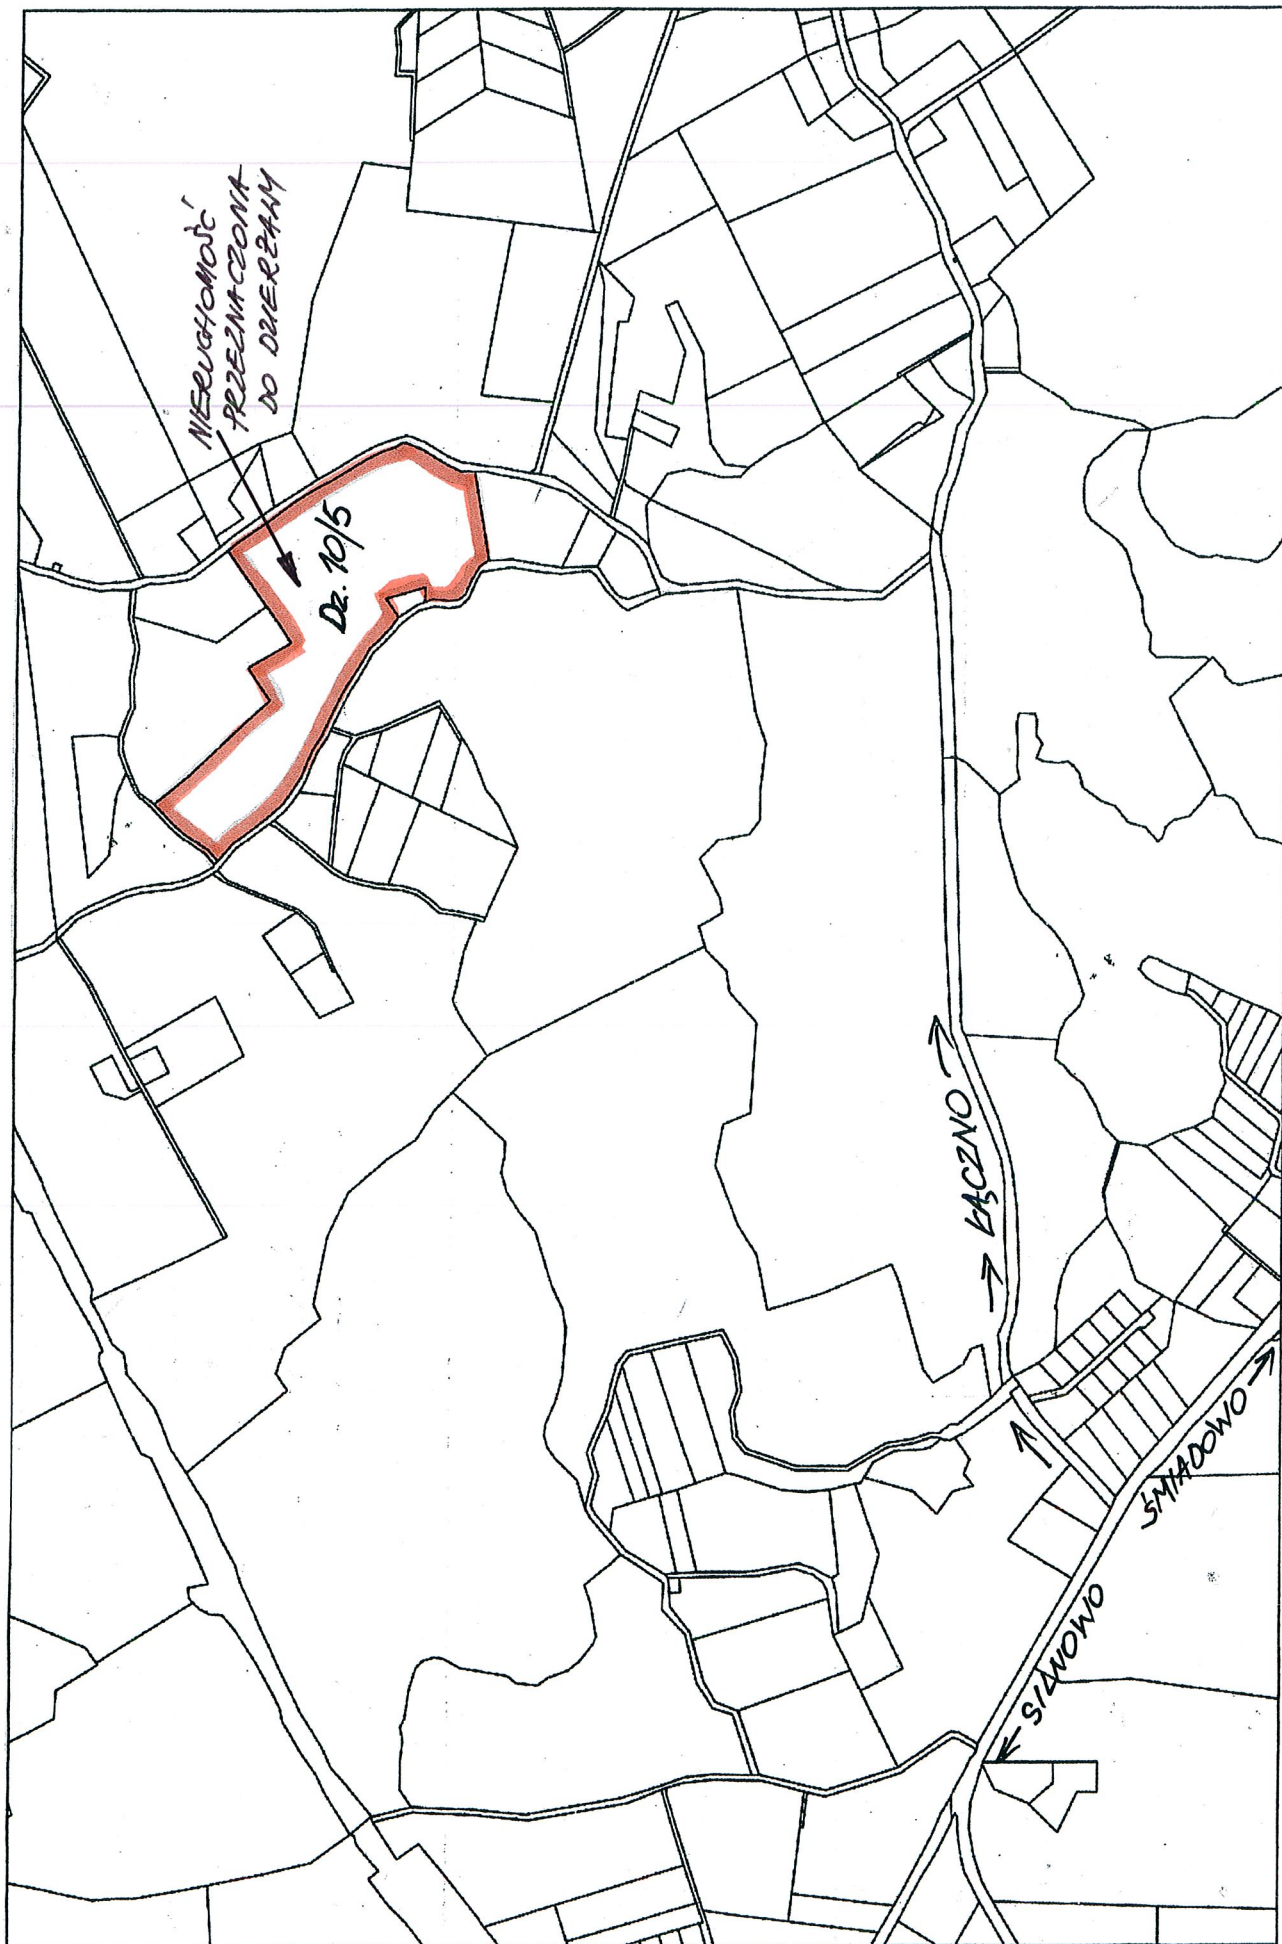 NIERUCHOMOŚĆ
PRZEZNACZONA
DO DZIERŻAWY
Dz. 10/5
→ ŁĄCZNO →
ŚMIADOWO →
← SIANOWO